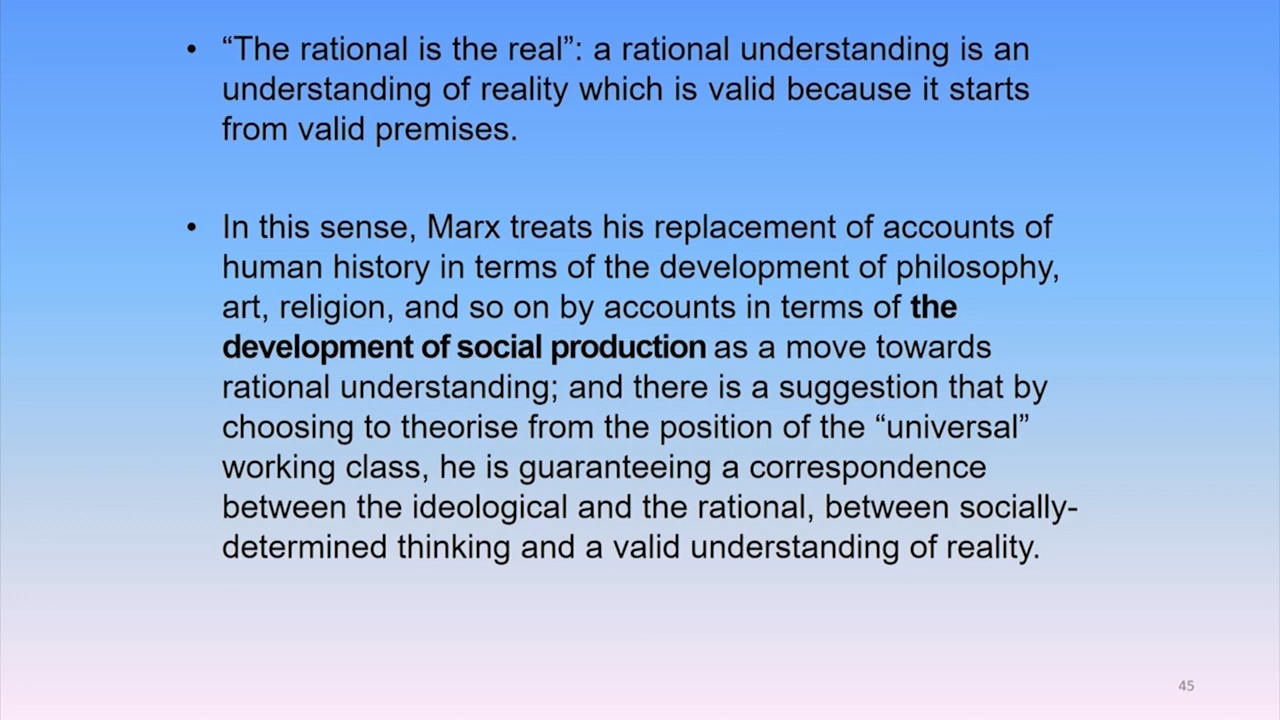 • “The rational is the real”: a rational understanding is an
understanding of reality which is valid because it starts
from valid premises.
• In this sense, Marx treats his replacement of accounts of
human history in terms of the development of philosophy,
art, religion, and so on by accounts in terms of the
development of social production as a move towards
rational understanding; and there is a suggestion that by
choosing to theorise from the position of the “universal”
working class, he is guaranteeing a correspondence
between the ideological and the rational, between socially-
determined thinking and a valid understanding of reality.
45